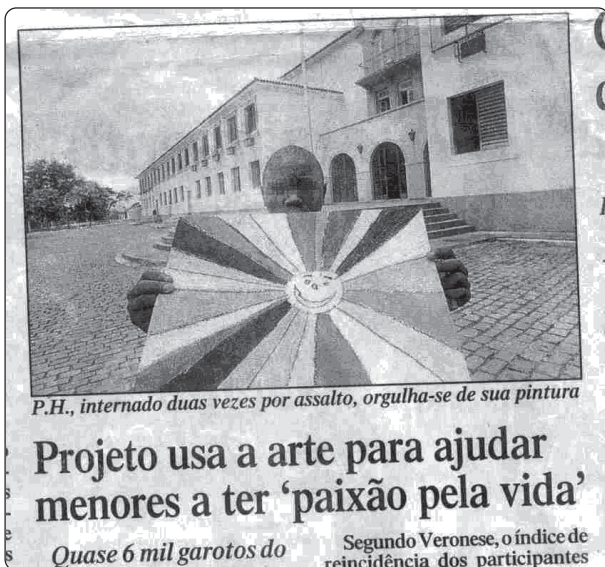 P.H., internado duas vezes por assalto, orgulha-se de sua pintura
Projeto usa a arte para ajudar
menores a ter ‘paixão pela vida’
Quase 6 mil garotos do
Segundo Veronese, o índice de
reincidência dos participantes